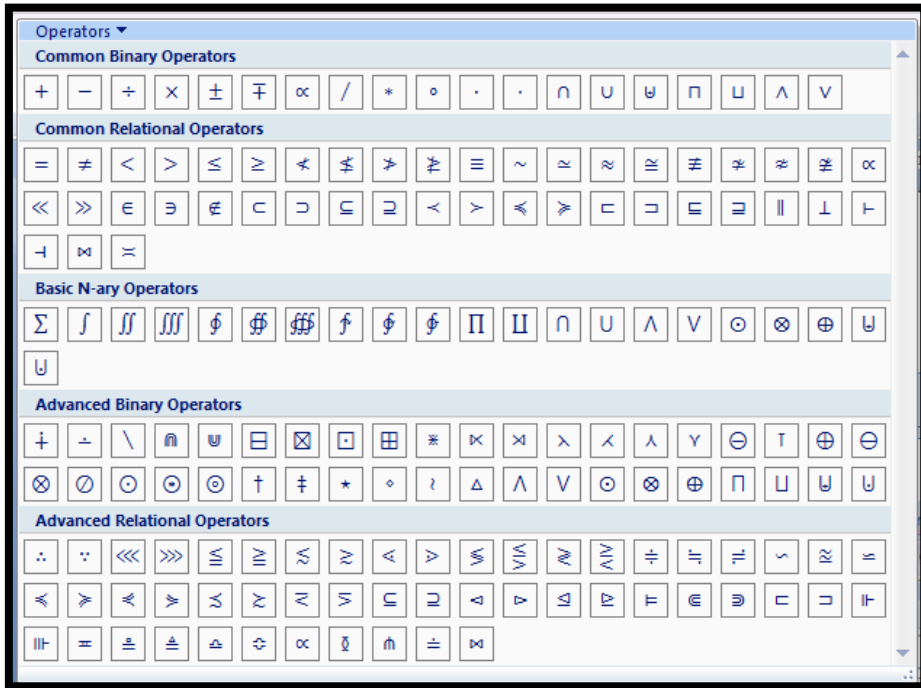 Operators ▼
Common Binary Operators
+ − ÷ × ± ∓ ∝ / * ∘ ∙ ⋅ ∩ ∪ ⊎ ⊓ ⊔ ∧ ∨
Common Relational Operators
= ≠ < > ≤ ≥ ≮ ≰ ≯ ≱ ≡ ∼ ≃ ≈ ≅ ≢ ≄ ≉ ≇ ∝
≪ ≫ ∈ ∋ ∉ ⊂ ⊃ ⊆ ⊇ ≺ ≻ ≼ ≽ ⊏ ⊐ ⊑ ⊒ ∥ ⊥ ⊢
⊣ ⋈ ≍
Basic N-ary Operators
∑ ∫ ∬ ∭ ∮ ∯ ∰ ∱ ∲ ∳ ∏ ∐ ⋂ ⋃ ⋀ ⋁ ⨀ ⨂ ⨁ ⨄
⨃
Advanced Binary Operators
∔ ∸ ∖ ⋒ ⋓ ⊟ ⊠ ⊡ ⊞ ⋇ ⋉ ⋊ ⋋ ⋌ ⋏ ⋎ ⊝ ⊺ ⊕ ⊖
⊗ ⊘ ⊙ ⊛ ⊚ † ‡ ⋆ ⋄ ≀ △ ⋀ ⋁ ⨀ ⨂ ⨁ ⨅ ⨆ ⨄ ⨃
Advanced Relational Operators
∴ ∵ ⋘ ⋙ ≦ ≧ ≲ ≳ ⋖ ⋗ ≶ ⋚ ≷ ⋛ ≑ ≒ ≓ ∽ ≊ ⋍
≼ ≽ ⋞ ⋟ ≾ ≿ ⋜ ⋝ ⊆ ⊇ ⊲ ⊳ ⊴ ⊵ ⊨ ⋐ ⋑ ⊏ ⊐ ⊩
⊪ ≖ ≗ ≜ ≏ ≎ ∝ ≬ ⋔ ≐ ⋈